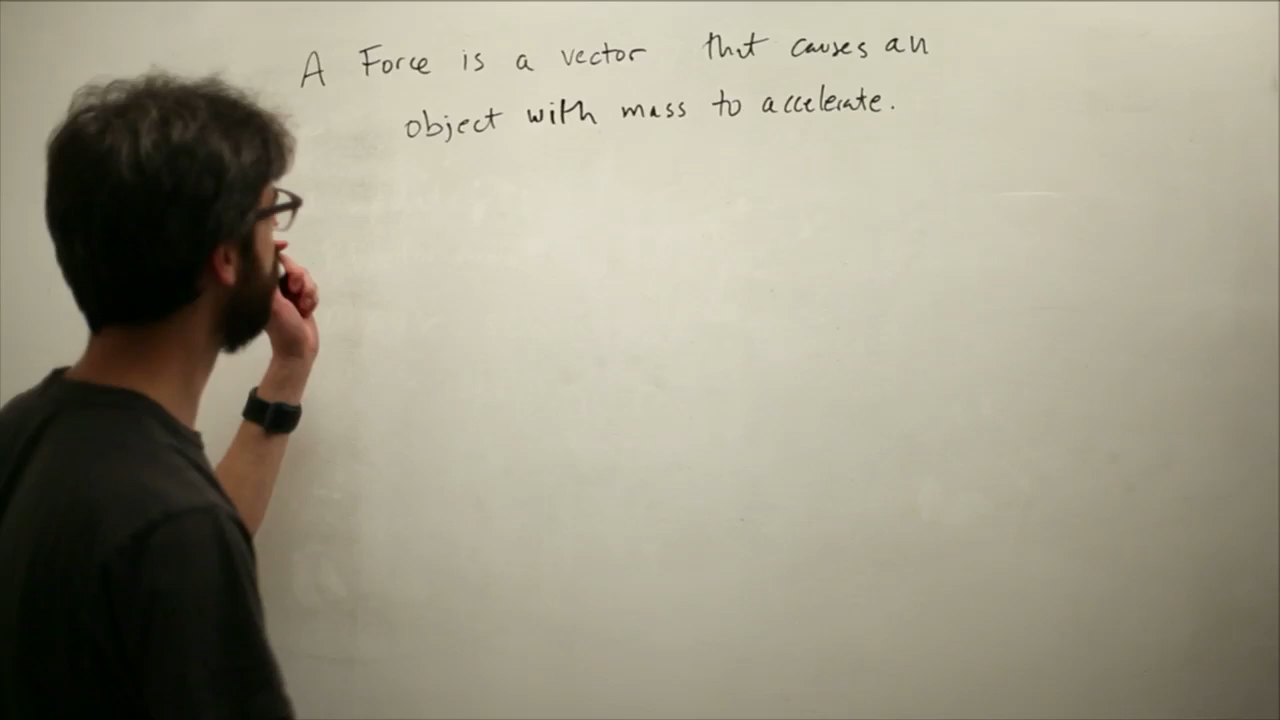 A Force is a vector that causes an
object with mass to accelerate.